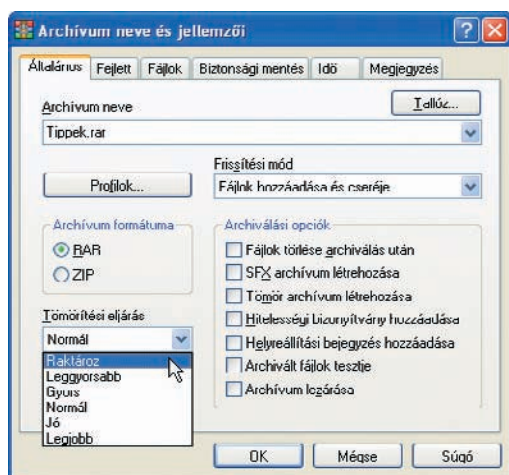 Archívum neve és jellemzői
Általános Fejlett Fájlok Biztonsági mentés Idő Megjegyzés
Archívum neve
Tallóz...
Tippek.rar
Frissítési mód
Profilok...
Fájlok hozzáadása és cseréje
Archívum formátuma
RAR
ZIP
Archiválási opciók
Fájlok törlése archiválás után
SFX archívum létrehozása
Tömör archívum létrehozása
Hitelességi bizonyítvány hozzáadása
Helyreállítási bejegyzés hozzáadása
Archivált fájlok tesztje
Archívum lezárása
Tömörítési eljárás
Normál
Raktároz
Leggyorsabb
Gyors
Normál
Jó
Legjobb
OK Mégse Súgó